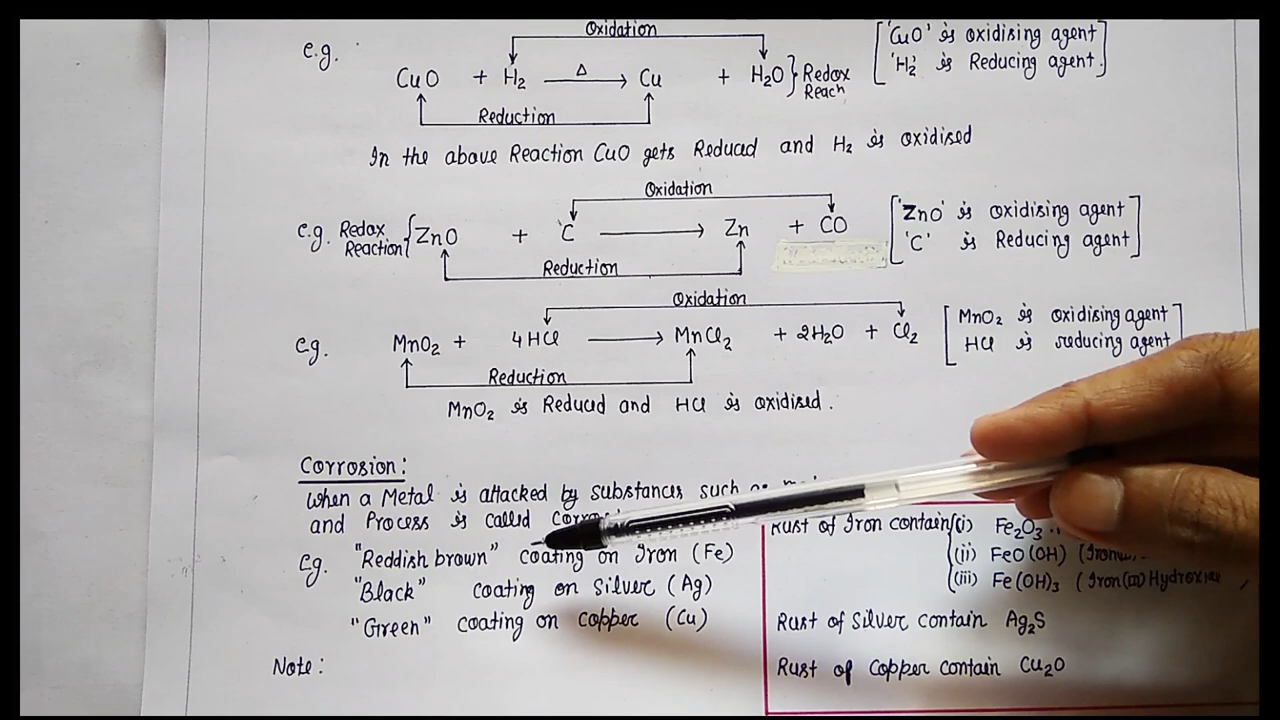 Oxidation
e.g. CuO + H₂ —Δ→ Cu + H₂O } Redox Reacn
Reduction
['CuO' is oxidising agent
'H₂' is Reducing agent.]
In the above Reaction CuO gets Reduced and H₂ is oxidised
Oxidation
e.g. Redox Reaction { ZnO + C → Zn + CO
Reduction
['ZnO' is oxidising agent
'C' is Reducing agent]
Oxidation
e.g. MnO₂ + 4HCl → MnCl₂ + 2H₂O + Cl₂
Reduction
[MnO₂ is oxidising agent
HCl is reducing agent
MnO₂ is Reduced and HCl is oxidised.
Corrosion:
When a Metal is attacked by substances such
and Process is called
e.g. "Reddish brown" coating on Iron (Fe)
"Black" coating on Silver (Ag)
"Green" coating on copper (Cu)
Note:
Rust of Iron contain (i) Fe₂O₃
(ii) FeO(OH)
(iii) Fe(OH)₃ (Iron(III) Hydroxide
Rust of Silver contain Ag₂S
Rust of Copper contain Cu₂O